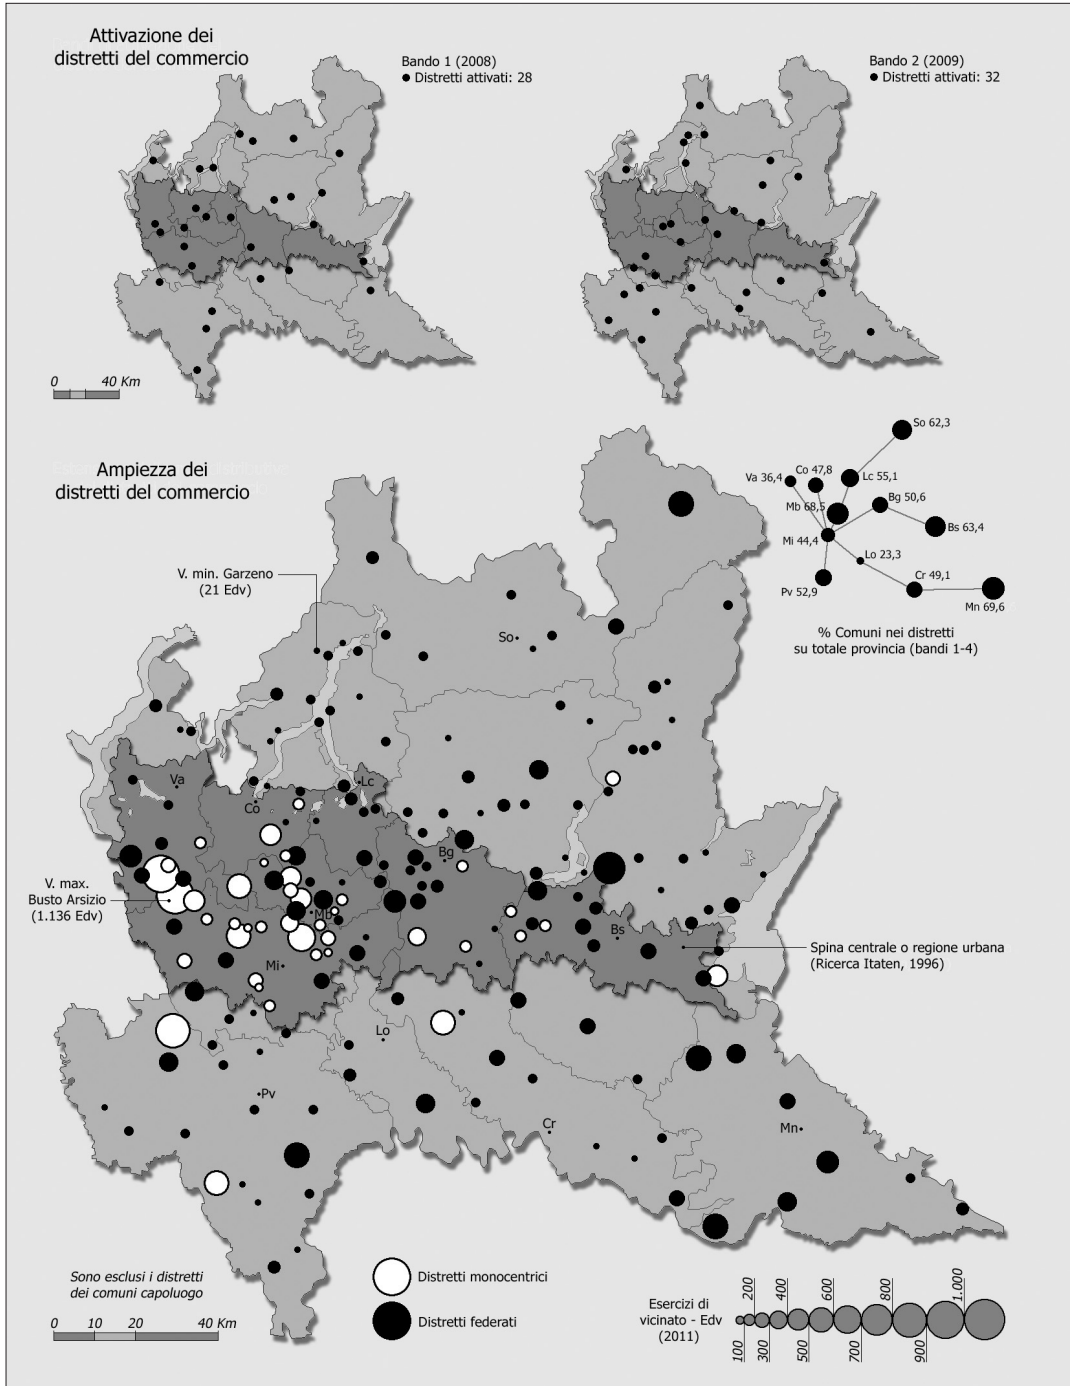 Attivazione dei
distretti del commercio
Bando 1 (2008)
Distretti attivati: 28
Bando 2 (2009)
Distretti attivati: 32
0 40 Km
Ampiezza dei
distretti del commercio
So 62,3
Va 36,4
Co 47,8
Lc 55,1
Mb 68,5
Bg 50,6
Bs 63,4
Mi 44,4
Lo 23,3
Cr 49,1
Pv 52,9
Mn 69,6
% Comuni nei distretti
su totale provincia (bandi 1-4)
V. min. Garzeno
(21 Edv)
So
Va
Lc
Co
Bg
V. max.
Busto Arsizio
(1.136 Edv)
Mb
Bs
Mi
Spina centrale o regione urbana
(Ricerca Itaten, 1996)
Lo
Pv
Cr
Mn
Sono esclusi i distretti
dei comuni capoluogo
0 10 20 40 Km
Distretti monocentrici
Distretti federati
Esercizi di
vicinato - Edv
(2011)
200 400 600 800 1.000
100 300 500 700 900